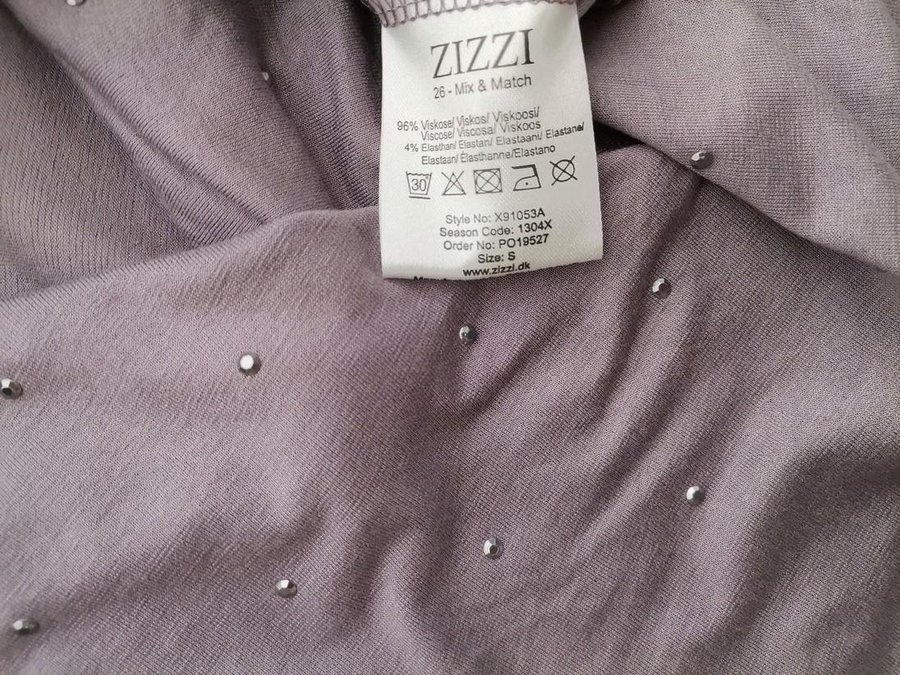 ZIZZI
26 - Mix & Match
96% Viskose/ Viskos/ Viskoosi/
Viscose/ Viscosa/ Viskoos
4% Elasthan/ Elastan/ Elastaani/ Elastane/
Elastaan/ Élasthanne/Elastano
30
Style No: X91053A
Season Code: 1304X
Order No: PO19527
Size: S
www.zizzi.dk